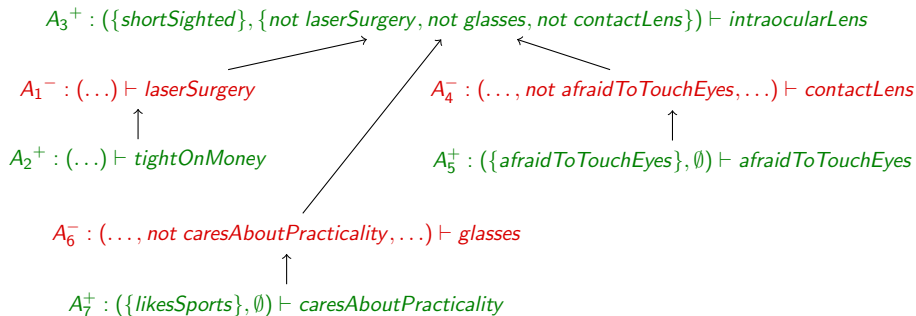 A₃⁺ : ({shortSighted}, {not laserSurgery, not glasses, not contactLens}) ⊢ intraocularLens
A₁⁻ : (...) ⊢ laserSurgery
A₄⁻ : (..., not afraidToTouchEyes, ...) ⊢ contactLens
A₂⁺ : (...) ⊢ tightOnMoney
A₅⁺ : ({afraidToTouchEyes}, ∅) ⊢ afraidToTouchEyes
A₆⁻ : (..., not caresAboutPracticality, ...) ⊢ glasses
A₇⁺ : ({likesSports}, ∅) ⊢ caresAboutPracticality